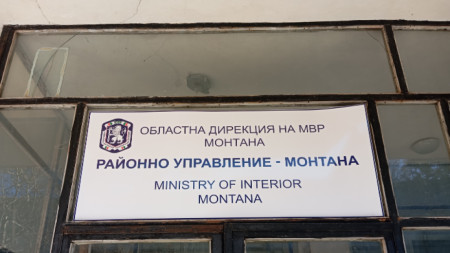 ОБЛАСТНА ДИРЕКЦИЯ НА МВР
МОНТАНА
РАЙОННО УПРАВЛЕНИЕ - МОНТАНА
MINISTRY OF INTERIOR
MONTANA